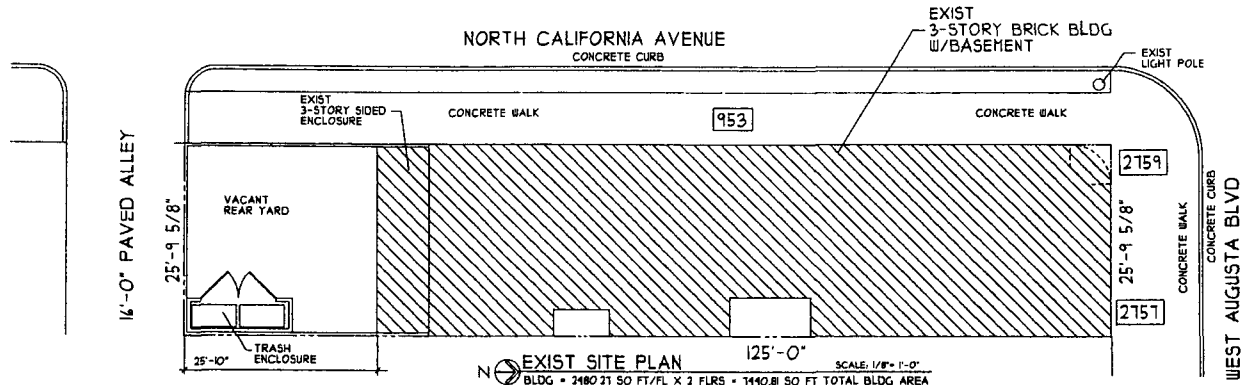 NORTH CALIFORNIA AVENUE
CONCRETE CURB
EXIST
3-STORY BRICK BLDG
W/BASEMENT
EXIST
LIGHT POLE
EXIST
3-STORY SIDED
ENCLOSURE
CONCRETE WALK
953
CONCRETE WALK
16'-0" PAVED ALLEY
25'-9 5/8"
VACANT
REAR YARD
2759
25'-9 5/8"
CONCRETE WALK
CONCRETE CURB
WEST AUGUSTA BLVD
2757
TRASH
ENCLOSURE
25'-10"
125'-0"
N
EXIST SITE PLAN
SCALE: 1/8" = 1'-0"
BLDG = 2480.27 SQ FT/FL X 2 FLRS = 7440.81 SQ FT TOTAL BLDG AREA